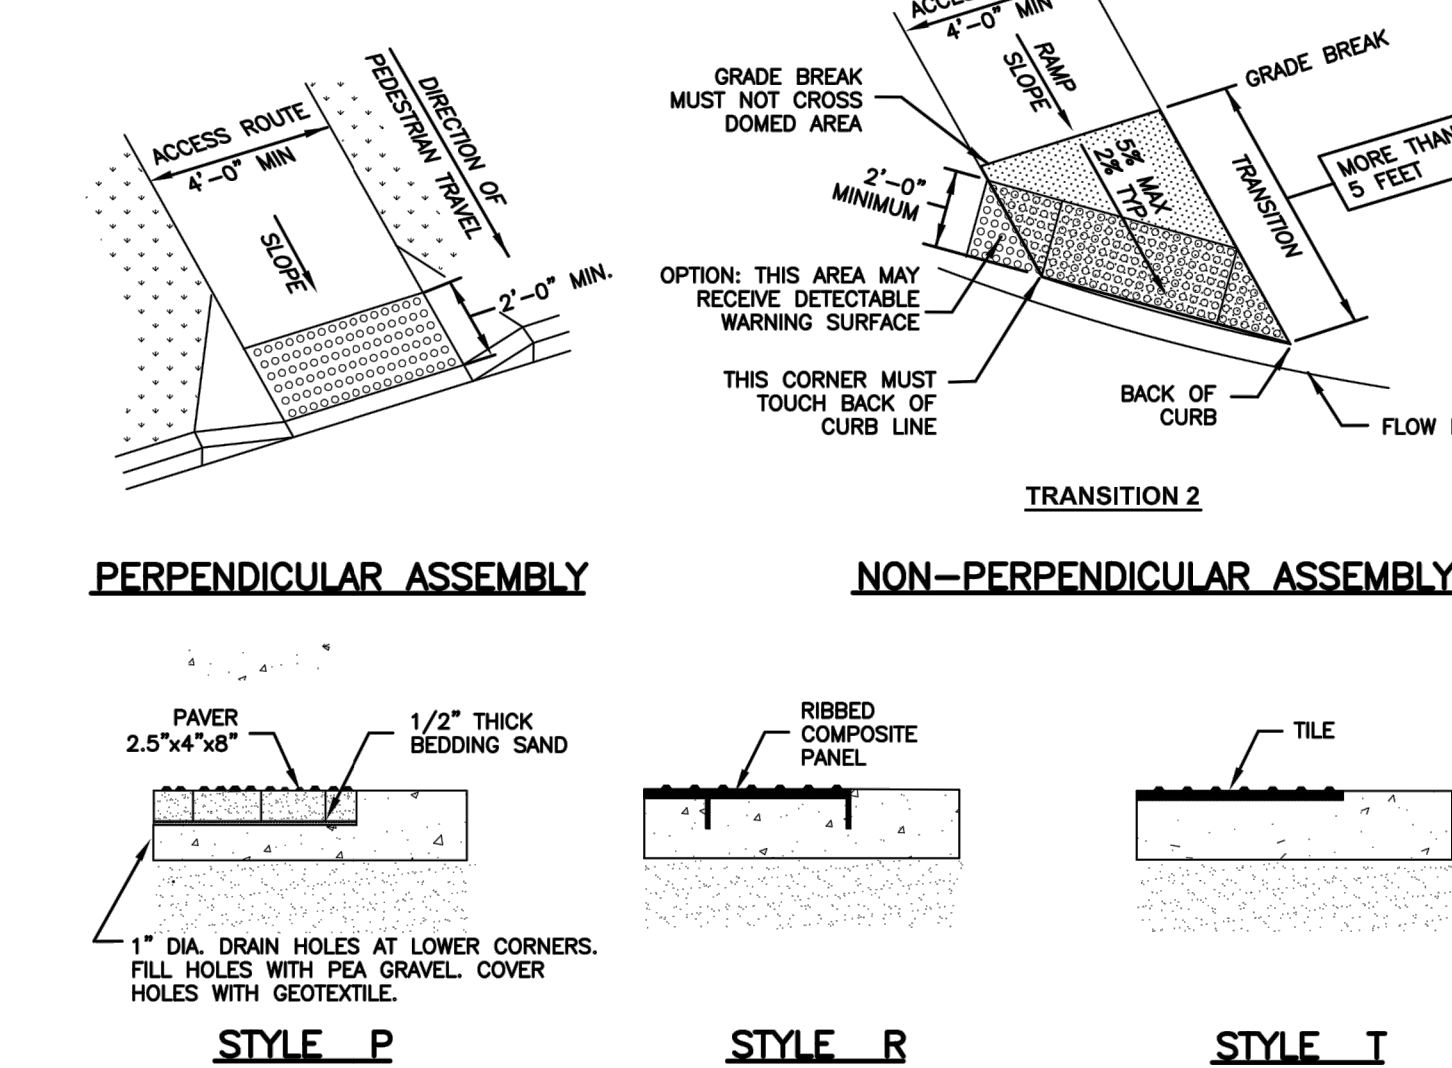 ACCESS ROUTE
4'-0" MIN
DIRECTION OF
PEDESTRIAN TRAVEL
SLOPE
2'-0" MIN.
PERPENDICULAR ASSEMBLY
4'-0" MIN
RAMP
SLOPE
GRADE BREAK
MUST NOT CROSS
DOMED AREA
GRADE BREAK
5% MAX
2% TYP
TRANSITION
MORE THAN
5 FEET
2'-0"
MINIMUM
OPTION: THIS AREA MAY
RECEIVE DETECTABLE
WARNING SURFACE
THIS CORNER MUST
TOUCH BACK OF
CURB LINE
BACK OF
CURB
FLOW
TRANSITION 2
NON-PERPENDICULAR ASSEMBLY
PAVER
2.5"x4"x8"
1/2" THICK
BEDDING SAND
1" DIA. DRAIN HOLES AT LOWER CORNERS.
FILL HOLES WITH PEA GRAVEL. COVER
HOLES WITH GEOTEXTILE.
STYLE P
RIBBED
COMPOSITE
PANEL
STYLE R
TILE
STYLE T